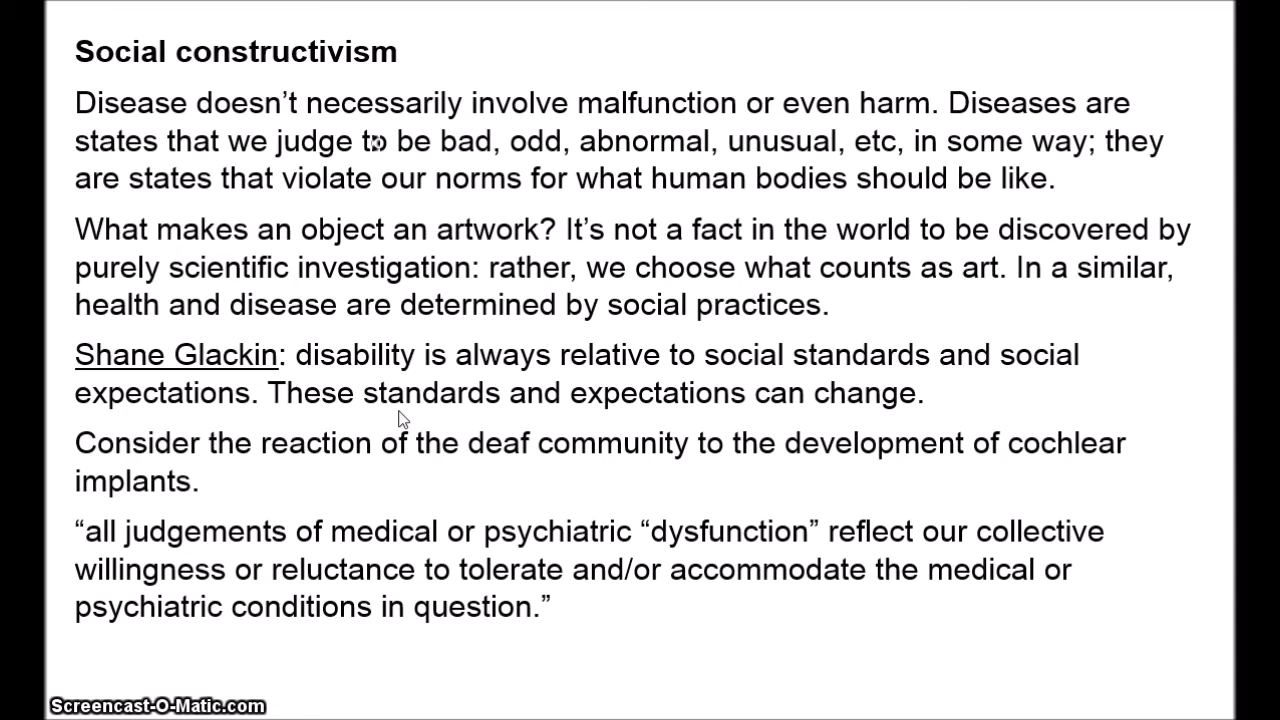 Social constructivism
Disease doesn’t necessarily involve malfunction or even harm. Diseases are
states that we judge to be bad, odd, abnormal, unusual, etc, in some way; they
are states that violate our norms for what human bodies should be like.
What makes an object an artwork? It’s not a fact in the world to be discovered by
purely scientific investigation: rather, we choose what counts as art. In a similar,
health and disease are determined by social practices.
Shane Glackin: disability is always relative to social standards and social
expectations. These standards and expectations can change.
Consider the reaction of the deaf community to the development of cochlear
implants.
“all judgements of medical or psychiatric “dysfunction” reflect our collective
willingness or reluctance to tolerate and/or accommodate the medical or
psychiatric conditions in question.”
Screencast-O-Matic.com